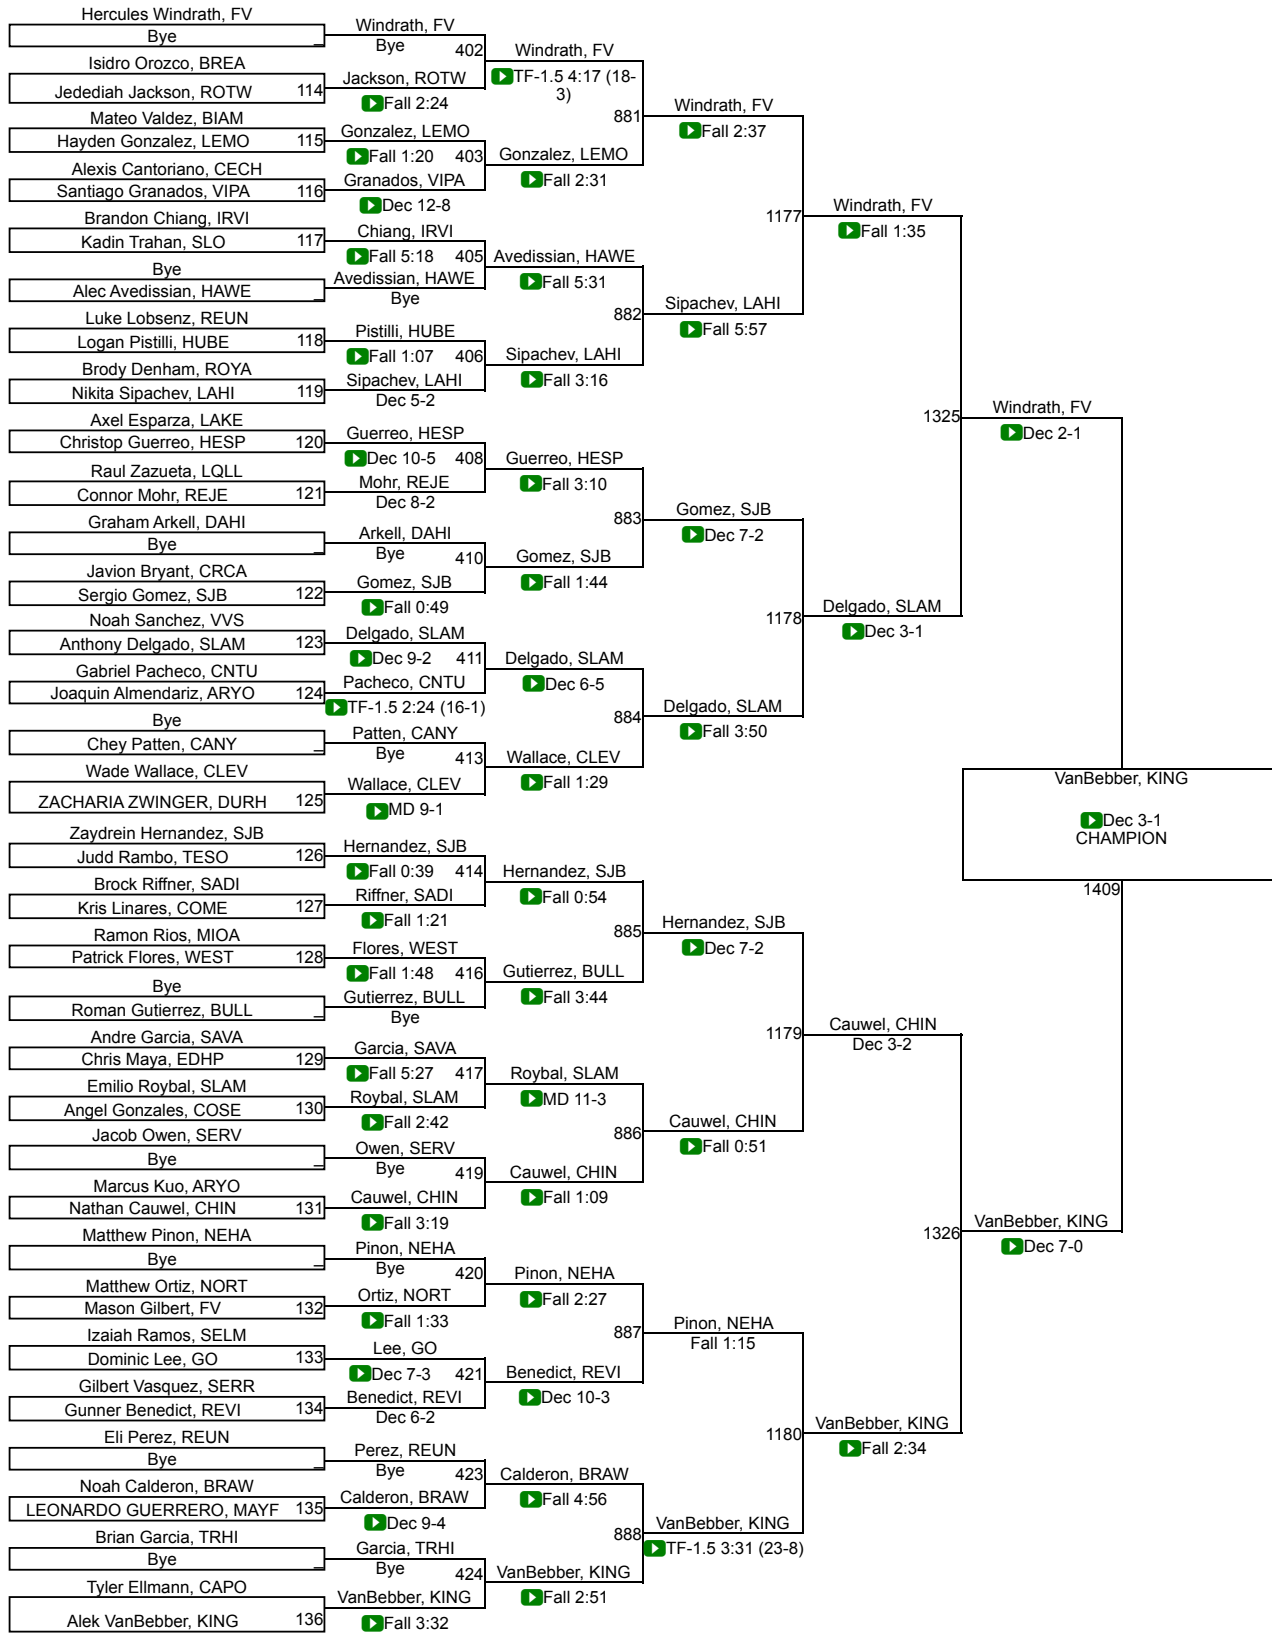 Hercules Windrath, FV
Bye _
Isidro Orozco, BREA
Jedediah Jackson, ROTW 114
Mateo Valdez, BIAM
Hayden Gonzalez, LEMO 115
Alexis Cantoriano, CECH
Santiago Granados, VIPA 116
Brandon Chiang, IRVI
Kadin Trahan, SLO 117
Bye
Alec Avedissian, HAWE _
Luke Lobsenz, REUN
Logan Pistilli, HUBE 118
Brody Denham, ROYA
Nikita Sipachev, LAHI 119
Axel Esparza, LAKE
Christop Guerreo, HESP 120
Raul Zazueta, LQLL
Connor Mohr, REJE 121
Graham Arkell, DAHI
Bye _
Javion Bryant, CRCA
Sergio Gomez, SJB 122
Noah Sanchez, VVS
Anthony Delgado, SLAM 123
Gabriel Pacheco, CNTU
Joaquin Almendariz, ARYO 124
Bye
Chey Patten, CANY _
Wade Wallace, CLEV
ZACHARIA ZWINGER, DURH 125
Zaydrein Hernandez, SJB
Judd Rambo, TESO 126
Brock Riffner, SADI
Kris Linares, COME 127
Ramon Rios, MIOA
Patrick Flores, WEST 128
Bye
Roman Gutierrez, BULL _
Andre Garcia, SAVA
Chris Maya, EDHP 129
Emilio Roybal, SLAM
Angel Gonzales, COSE 130
Jacob Owen, SERV
Bye _
Marcus Kuo, ARYO
Nathan Cauwel, CHIN 131
Matthew Pinon, NEHA
Bye _
Matthew Ortiz, NORT
Mason Gilbert, FV 132
Izaiah Ramos, SELM
Dominic Lee, GO 133
Gilbert Vasquez, SERR
Gunner Benedict, REVI 134
Eli Perez, REUN
Bye _
Noah Calderon, BRAW
LEONARDO GUERRERO, MAYF 135
Brian Garcia, TRHI
Bye _
Tyler Ellmann, CAPO
Alek VanBebber, KING 136
Windrath, FV
Bye 402
Jackson, ROTW
Fall 2:24
Gonzalez, LEMO
Fall 1:20 403
Granados, VIPA
Dec 12-8
Chiang, IRVI
Fall 5:18 405
Avedissian, HAWE
Bye
Pistilli, HUBE
Fall 1:07 406
Sipachev, LAHI
Dec 5-2
Guerreo, HESP
Dec 10-5 408
Mohr, REJE
Dec 8-2
Arkell, DAHI
Bye 410
Gomez, SJB
Fall 0:49
Delgado, SLAM
Dec 9-2 411
Pacheco, CNTU
TF-1.5 2:24 (16-1)
Patten, CANY
Bye 413
Wallace, CLEV
MD 9-1
Hernandez, SJB
Fall 0:39 414
Riffner, SADI
Fall 1:21
Flores, WEST
Fall 1:48 416
Gutierrez, BULL
Bye
Garcia, SAVA
Fall 5:27 417
Roybal, SLAM
Fall 2:42
Owen, SERV
Bye 419
Cauwel, CHIN
Fall 3:19
Pinon, NEHA
Bye 420
Ortiz, NORT
Fall 1:33
Lee, GO
Dec 7-3 421
Benedict, REVI
Dec 6-2
Perez, REUN
Bye 423
Calderon, BRAW
Dec 9-4
Garcia, TRHI
Bye 424
VanBebber, KING
Fall 3:32
Windrath, FV
TF-1.5 4:17 (18-
3)
881
Gonzalez, LEMO
Fall 2:31
Avedissian, HAWE
Fall 5:31
882
Sipachev, LAHI
Fall 3:16
Guerreo, HESP
Fall 3:10
883
Gomez, SJB
Fall 1:44
Delgado, SLAM
Dec 6-5
884
Wallace, CLEV
Fall 1:29
Hernandez, SJB
Fall 0:54
885
Gutierrez, BULL
Fall 3:44
Roybal, SLAM
MD 11-3
886
Cauwel, CHIN
Fall 1:09
Pinon, NEHA
Fall 2:27
887
Benedict, REVI
Dec 10-3
Calderon, BRAW
Fall 4:56
888
VanBebber, KING
Fall 2:51
Windrath, FV
Fall 2:37
1177
Sipachev, LAHI
Fall 5:57
Gomez, SJB
Dec 7-2
1178
Delgado, SLAM
Fall 3:50
Hernandez, SJB
Dec 7-2
1179
Cauwel, CHIN
Fall 0:51
Pinon, NEHA
Fall 1:15
1180
VanBebber, KING
TF-1.5 3:31 (23-8)
Windrath, FV
Fall 1:35
1325
Delgado, SLAM
Dec 3-1
Cauwel, CHIN
Dec 3-2
1326
VanBebber, KING
Fall 2:34
Windrath, FV
Dec 2-1
VanBebber, KING
Dec 7-0
VanBebber, KING
Dec 3-1
CHAMPION
1409